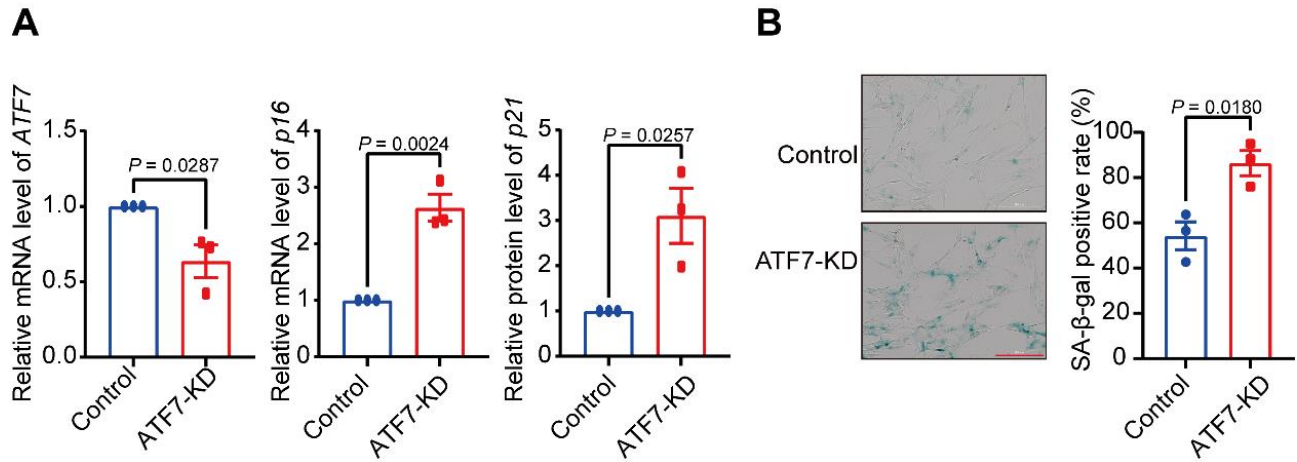 A
Relative mRNA level of ATF7
1.5
1.0
0.5
0.0
P = 0.0287
Control
ATF7-KD
Relative mRNA level of p16
4
3
2
1
0
P = 0.0024
Control
ATF7-KD
Relative protein level of p21
5
4
3
2
1
0
P = 0.0257
Control
ATF7-KD
B
Control
ATF7-KD
SA-β-gal positive rate (%)
100
80
60
40
20
0
P = 0.0180
Control
ATF7-KD